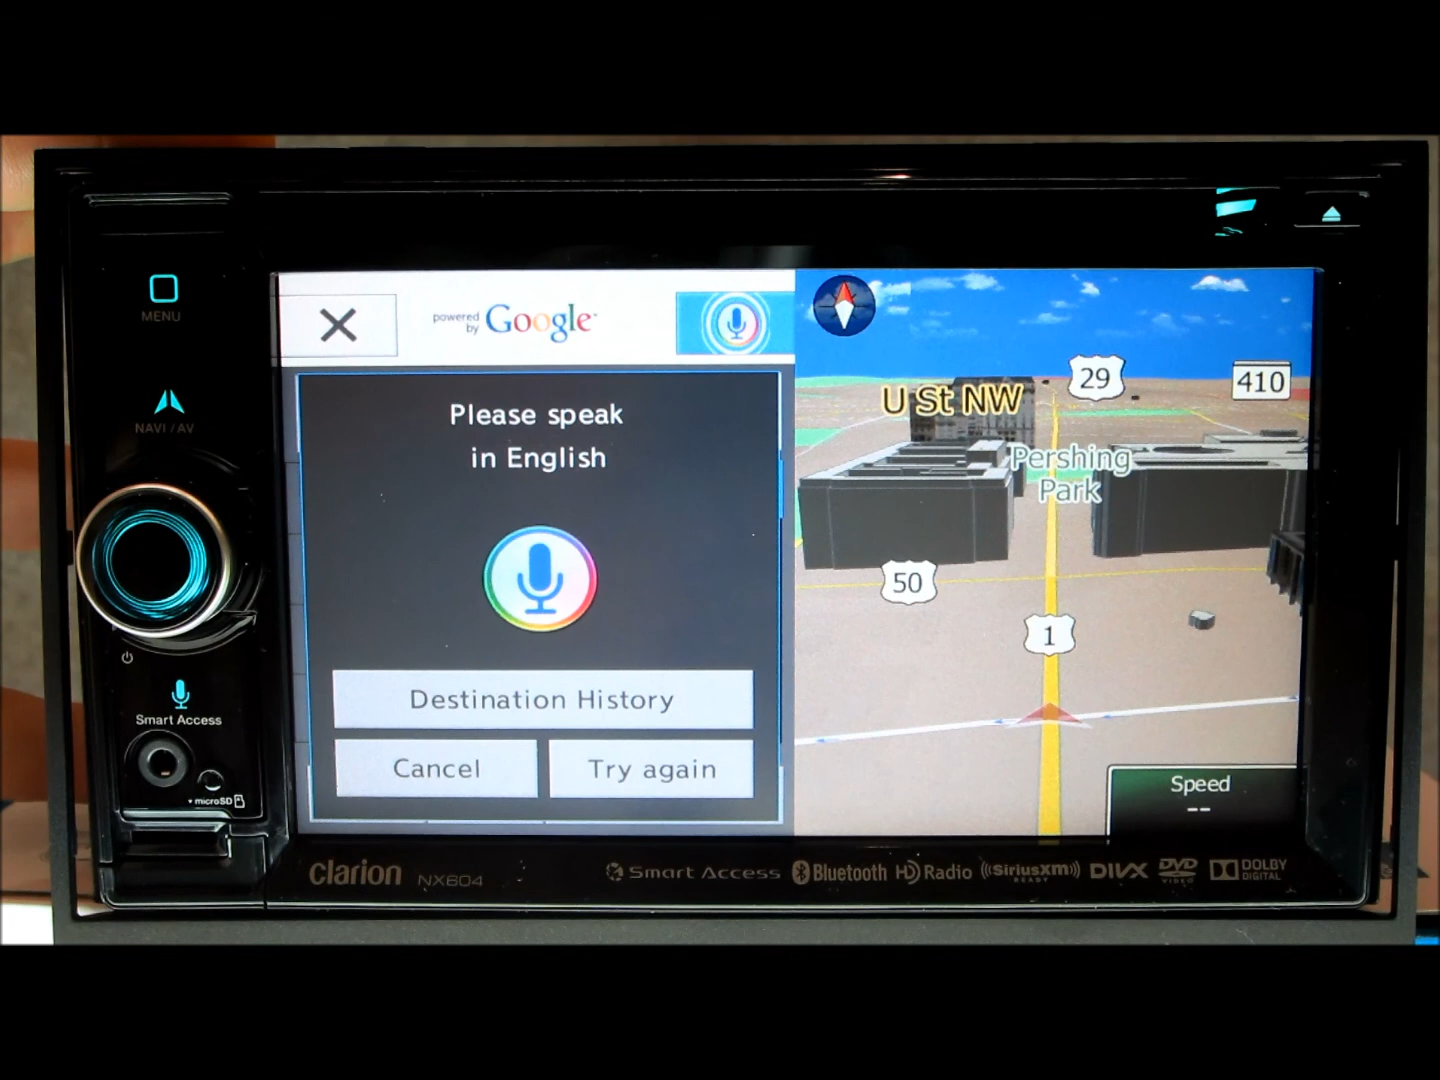 MENU
NAVI / AV
Smart Access
microSD
powered
by
Google
Please speak
in English
Destination History
Cancel
Try again
U St NW
29
410
Pershing
Park
50
1
Speed
--
clarion NX604
Smart Access
Bluetooth
HD Radio
((SiriusXM))
READY
DIVX
DVD
VIDEO
DOLBY
DIGITAL